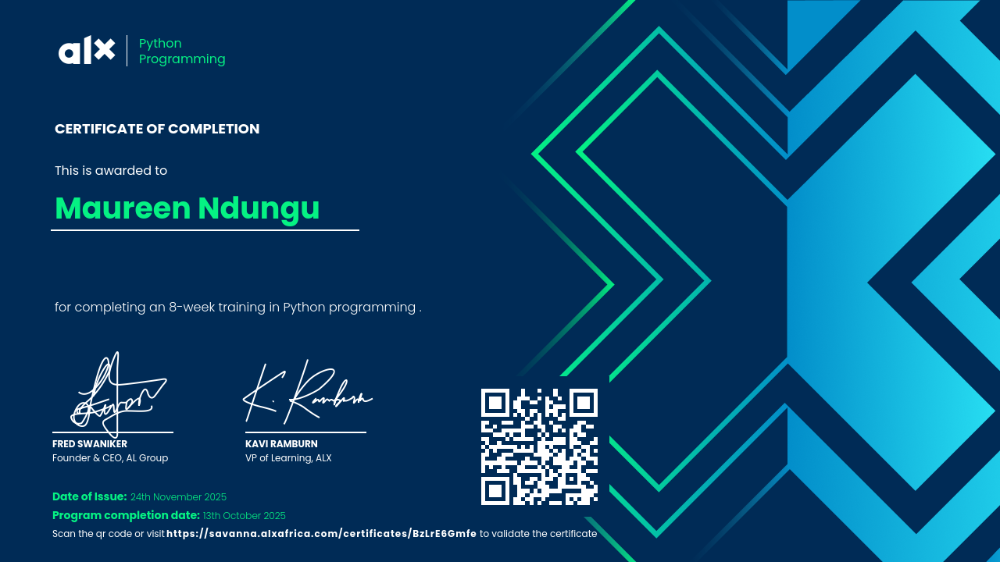 alx
Python
Programming
CERTIFICATE OF COMPLETION
This is awarded to
Maureen Ndungu
for completing an 8-week training in Python programming .
K. Ramburn
FRED SWANIKER
Founder & CEO, AL Group
KAVI RAMBURN
VP of Learning, ALX
Date of Issue: 24th November 2025
Program completion date: 13th October 2025
Scan the qr code or visit https://savanna.alxafrica.com/certificates/BzLrE6Gmfe to validate the certificate